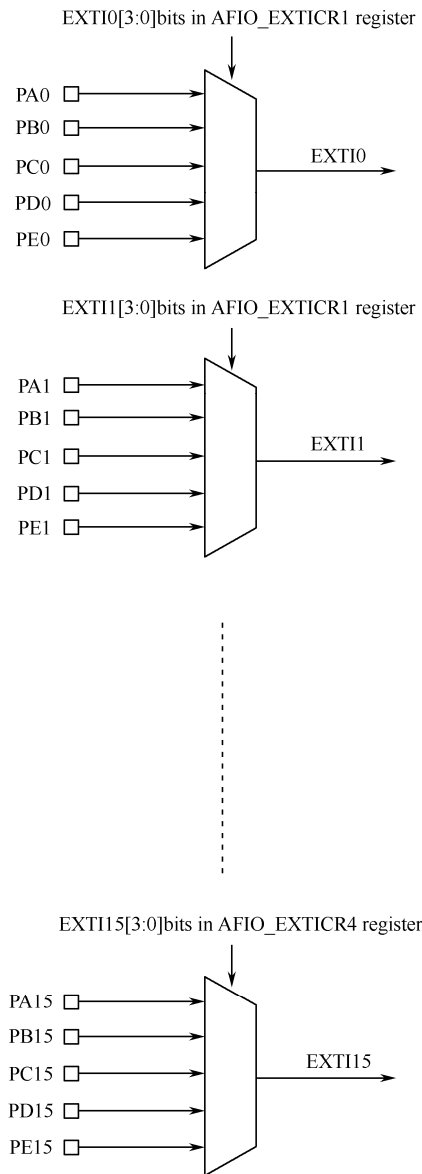 EXTI0[3:0]bits in AFIO_EXTICR1 register
PA0
PB0
PC0
PD0
PE0
EXTI0
EXTI1[3:0]bits in AFIO_EXTICR1 register
PA1
PB1
PC1
PD1
PE1
EXTI1
EXTI15[3:0]bits in AFIO_EXTICR4 register
PA15
PB15
PC15
PD15
PE15
EXTI15